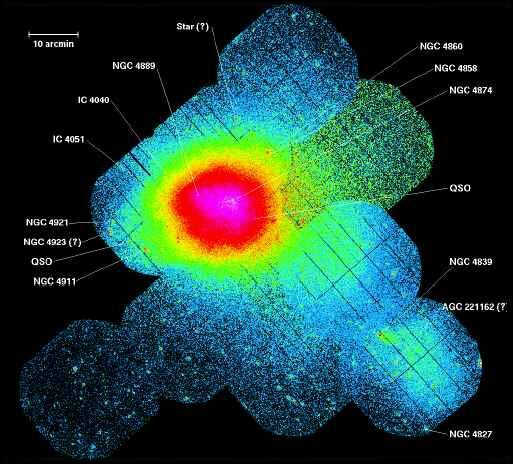 Star (?)
10 arcmin
NGC 4860
NGC 4889
NGC 4858
NGC 4874
IC 4040
IC 4051
QSO
NGC 4921
NGC 4923 (?)
QSO
NGC 4911
NGC 4839
AGC 221162 (?)
NGC 4827